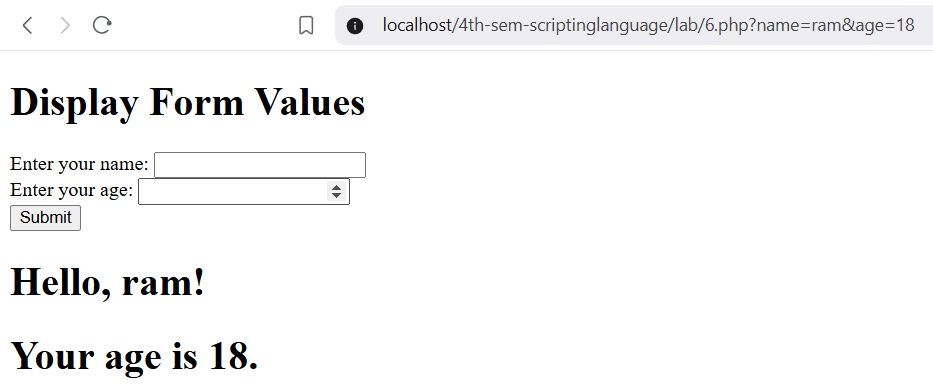 localhost/4th-sem-scriptinglanguage/lab/6.php?name=ram&age=18
Display Form Values
Enter your name:
Enter your age:
Submit
Hello, ram!
Your age is 18.